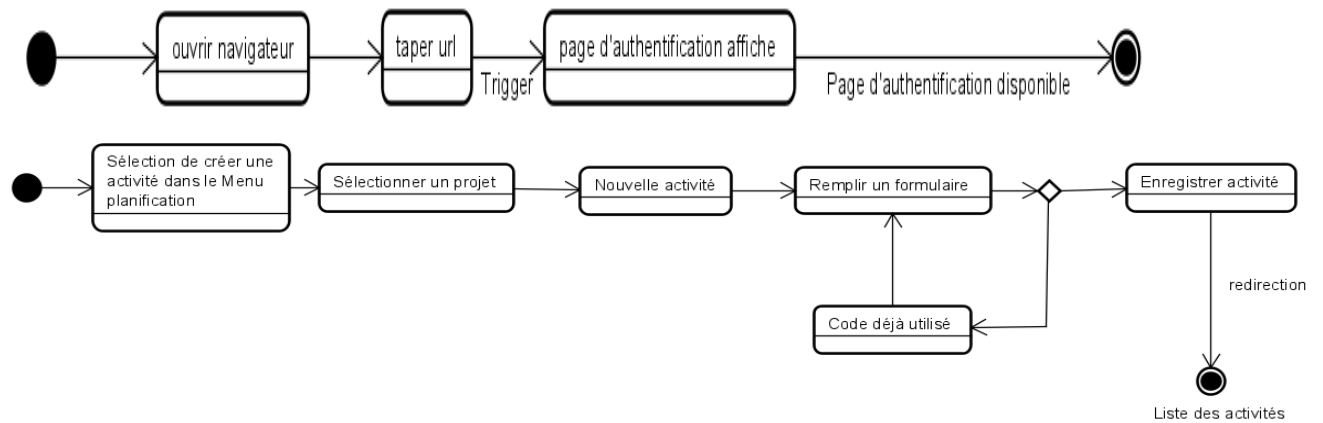 ouvrir navigateur
taper url
Trigger
page d'authentification affiche
Page d'authentification disponible
Sélection de créer une
activité dans le Menu
planification
Sélectionner un projet
Nouvelle activité
Remplir un formulaire
Enregistrer activité
Code déjà utilisé
redirection
Liste des activités